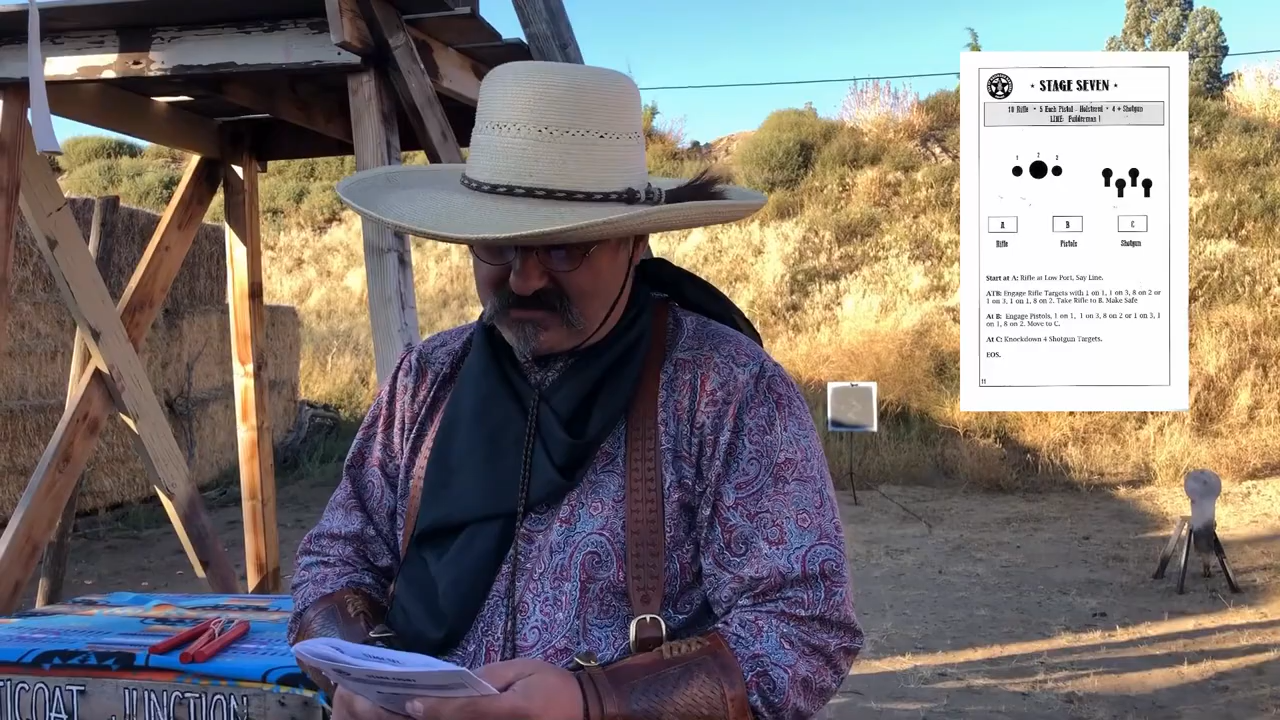 ★ STAGE SEVEN ★
10 Rifle • 5 Each Pistol - Holstered • 4 + Shotgun
LINE: !
1 2 2
A B C
Rifle Pistols Shotgun
Start at A: Rifle at Low Port, Say Line.
ATB: Engage Rifle Targets with 1 on 1, 1 on 3, 8 on 2 or
1 on 3, 1 on 1, 8 on 2. Take Rifle to B. Make Safe
At B: Engage Pistols, 1 on 1, 1 on 3, 8 on 2 or 1 on 3, 1
on 1, 8 on 2. Move to C.
At C: Knockdown 4 Shotgun Targets.
EOS.
11
TICOAT JUNCTION